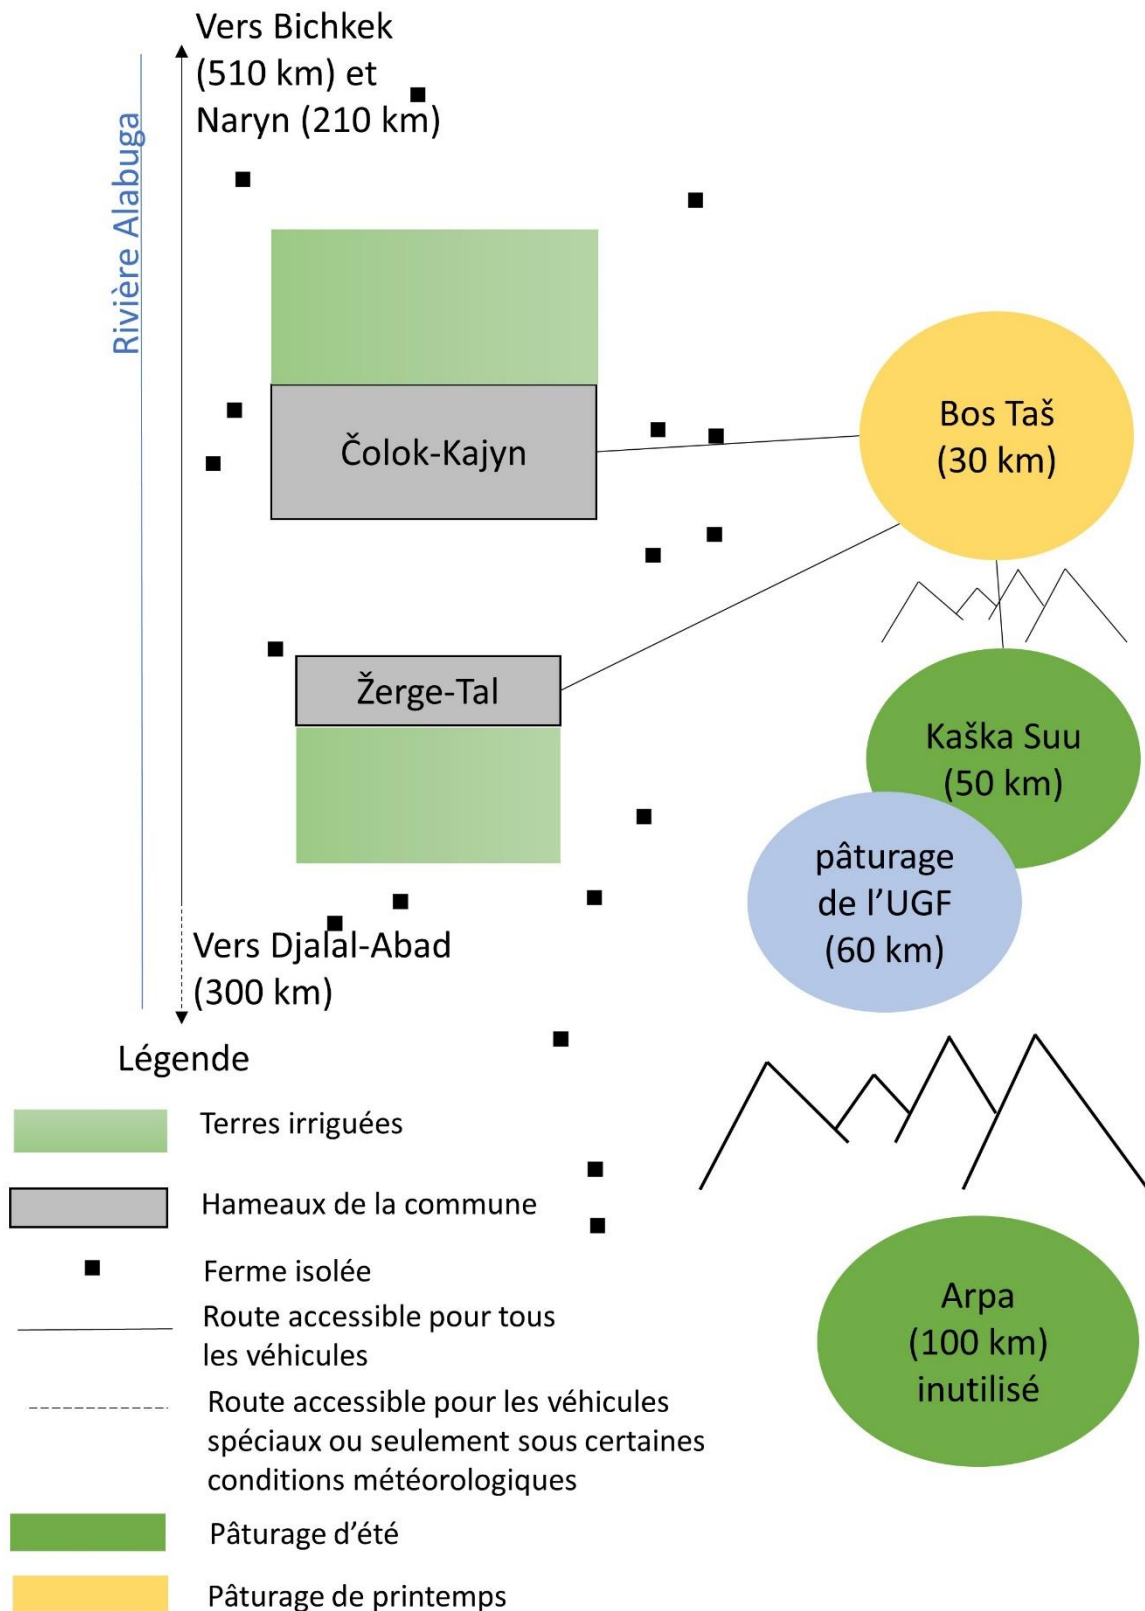 Vers Bichkek
(510 km) et
Naryn (210 km)
Rivière Alabuga
Čolok-Kajyn
Bos Taš
(30 km)
Žerge-Tal
Kaška Suu
(50 km)
pâturage
de l’UGF
(60 km)
Vers Djalal-Abad
(300 km)
Arpa
(100 km)
inutilisé
Légende
Terres irriguées
Hameaux de la commune
Ferme isolée
Route accessible pour tous
les véhicules
Route accessible pour les véhicules
spéciaux ou seulement sous certaines
conditions météorologiques
Pâturage d’été
Pâturage de printemps